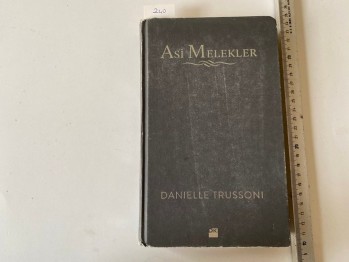 ASİ MELEKLER
DANIELLE TRUSSONI